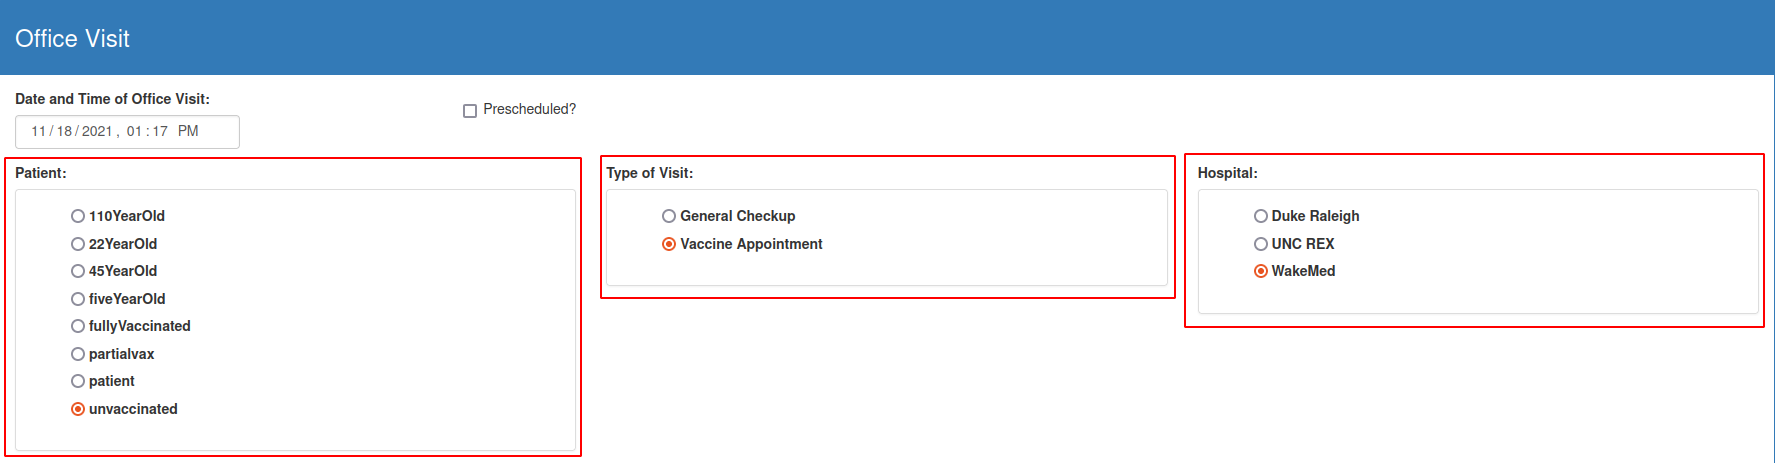 Office Visit
Date and Time of Office Visit:
Prescheduled?
11/18/2021, 01:17 PM
Patient:
110YearOld
22YearOld
45YearOld
fiveYearOld
fullyVaccinated
partialvax
patient
unvaccinated
Type of Visit:
General Checkup
Vaccine Appointment
Hospital:
Duke Raleigh
UNC REX
WakeMed